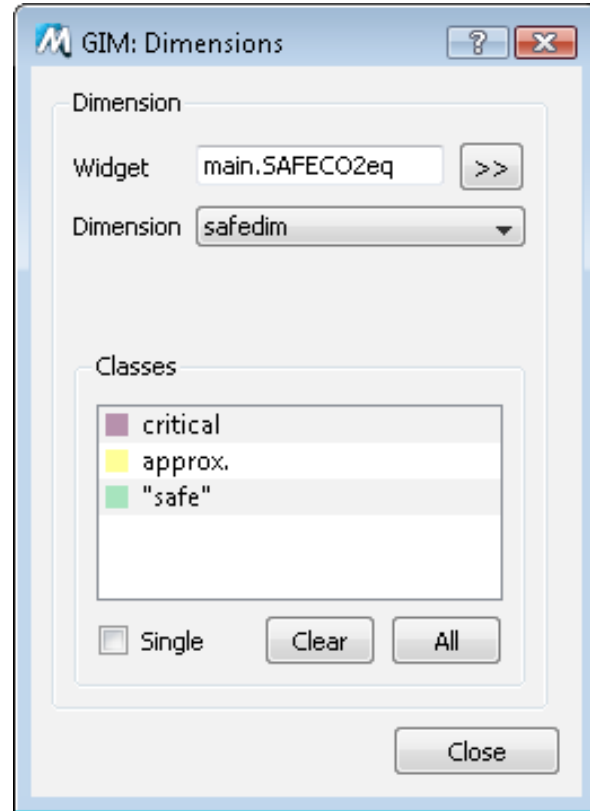 GIM: Dimensions ?
Dimension
Widget main.SAFECO2eq >>
Dimension safedim
Classes
critical
approx.
"safe"
Single Clear All
Close